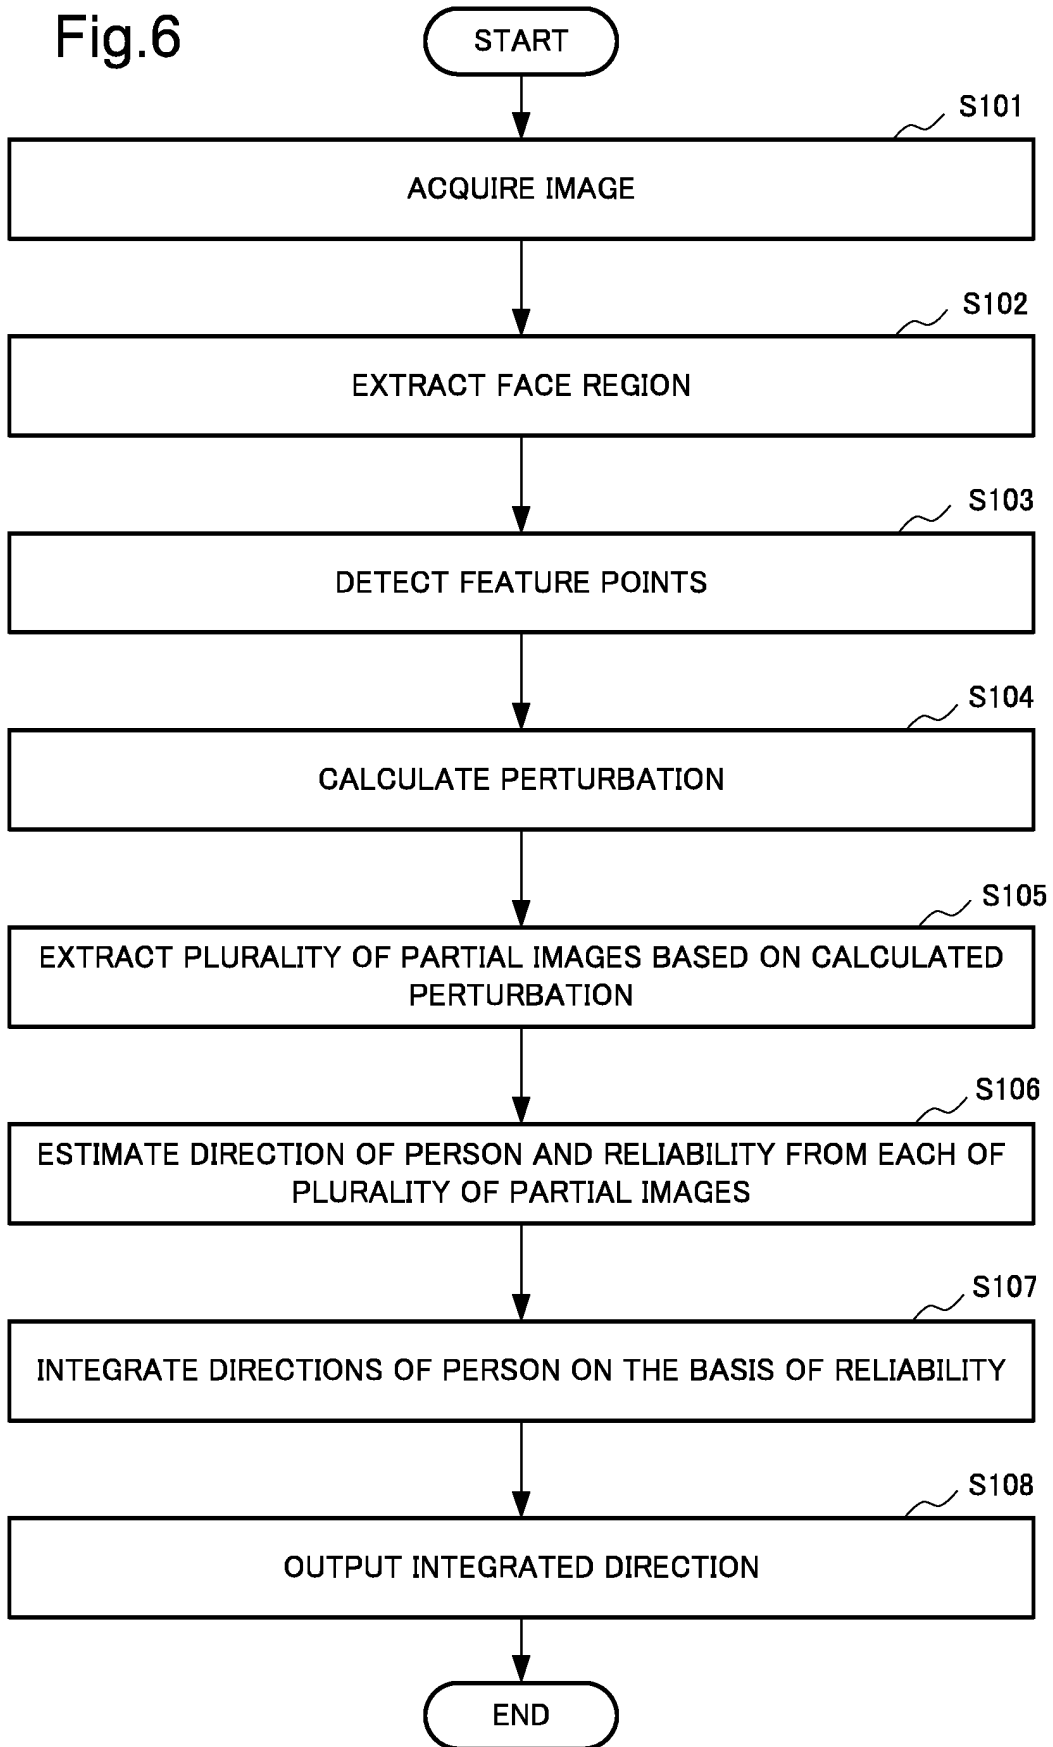 Fig.6
START
S101
ACQUIRE IMAGE
S102
EXTRACT FACE REGION
S103
DETECT FEATURE POINTS
S104
CALCULATE PERTURBATION
S105
EXTRACT PLURALITY OF PARTIAL IMAGES BASED ON CALCULATED
PERTURBATION
S106
ESTIMATE DIRECTION OF PERSON AND RELIABILITY FROM EACH OF
PLURALITY OF PARTIAL IMAGES
S107
INTEGRATE DIRECTIONS OF PERSON ON THE BASIS OF RELIABILITY
S108
OUTPUT INTEGRATED DIRECTION
END